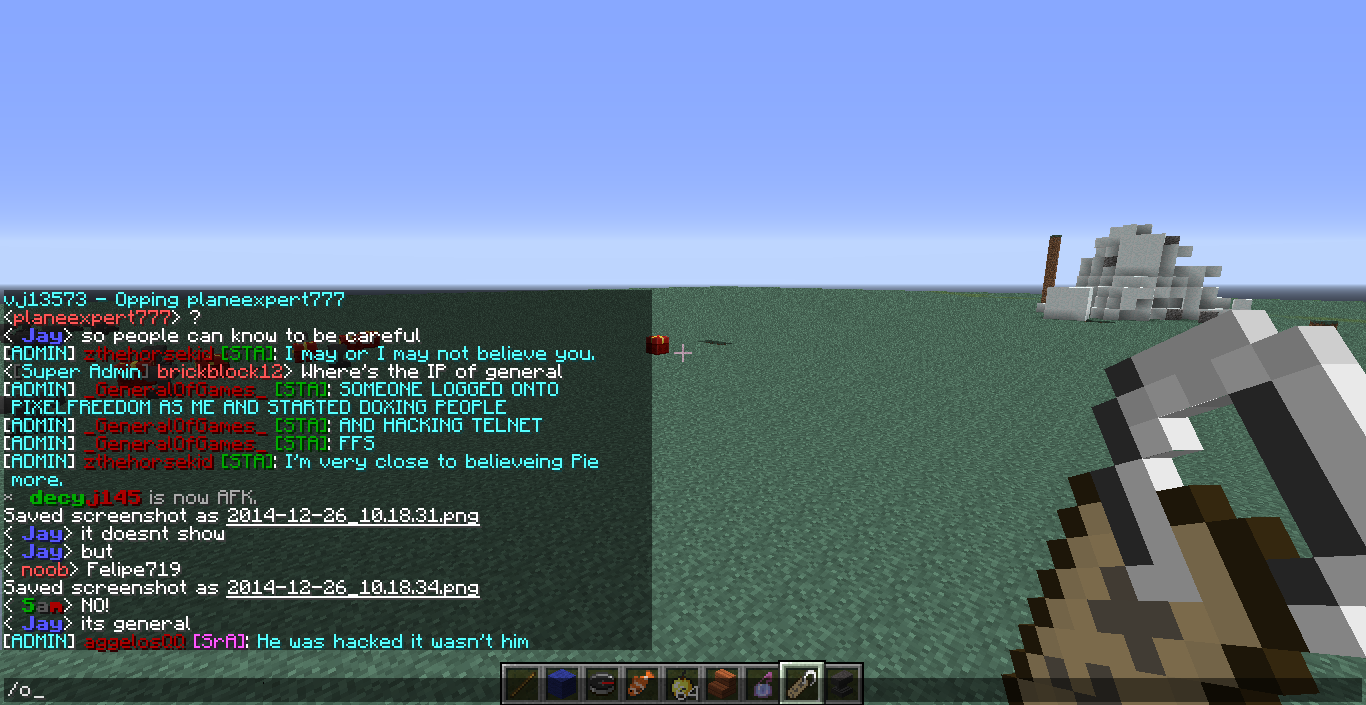 vj13573 - Opping planeexpert777
<planeexpert777> ?
< Jay> so people can know to be careful
[ADMIN] zthehorsekid [STA]: I may or I may not believe you.
<[Super Admin] brickblock12> Where's the IP of general
[ADMIN] _GeneralOfGames_ [STA]: SOMEONE LOGGED ONTO
PIXELFREEDOM AS ME AND STARTED DOXING PEOPLE
[ADMIN] _GeneralOfGames_ [STA]: AND HACKING TELNET
[ADMIN] _GeneralOfGames_ [STA]: FFS
[ADMIN] zthehorsekid [STA]: I'm very close to believeing Pie
more.
* decyj145 is now AFK.
Saved screenshot as 2014-12-26_10.18.31.png
< Jay> it doesnt show
< Jay> but
< noob> Felipe719
Saved screenshot as 2014-12-26_10.18.34.png
< Sam> NO!
< Jay> its general
[ADMIN] aggelos00 [SrA]: He was hacked it wasn't him
64
/o_